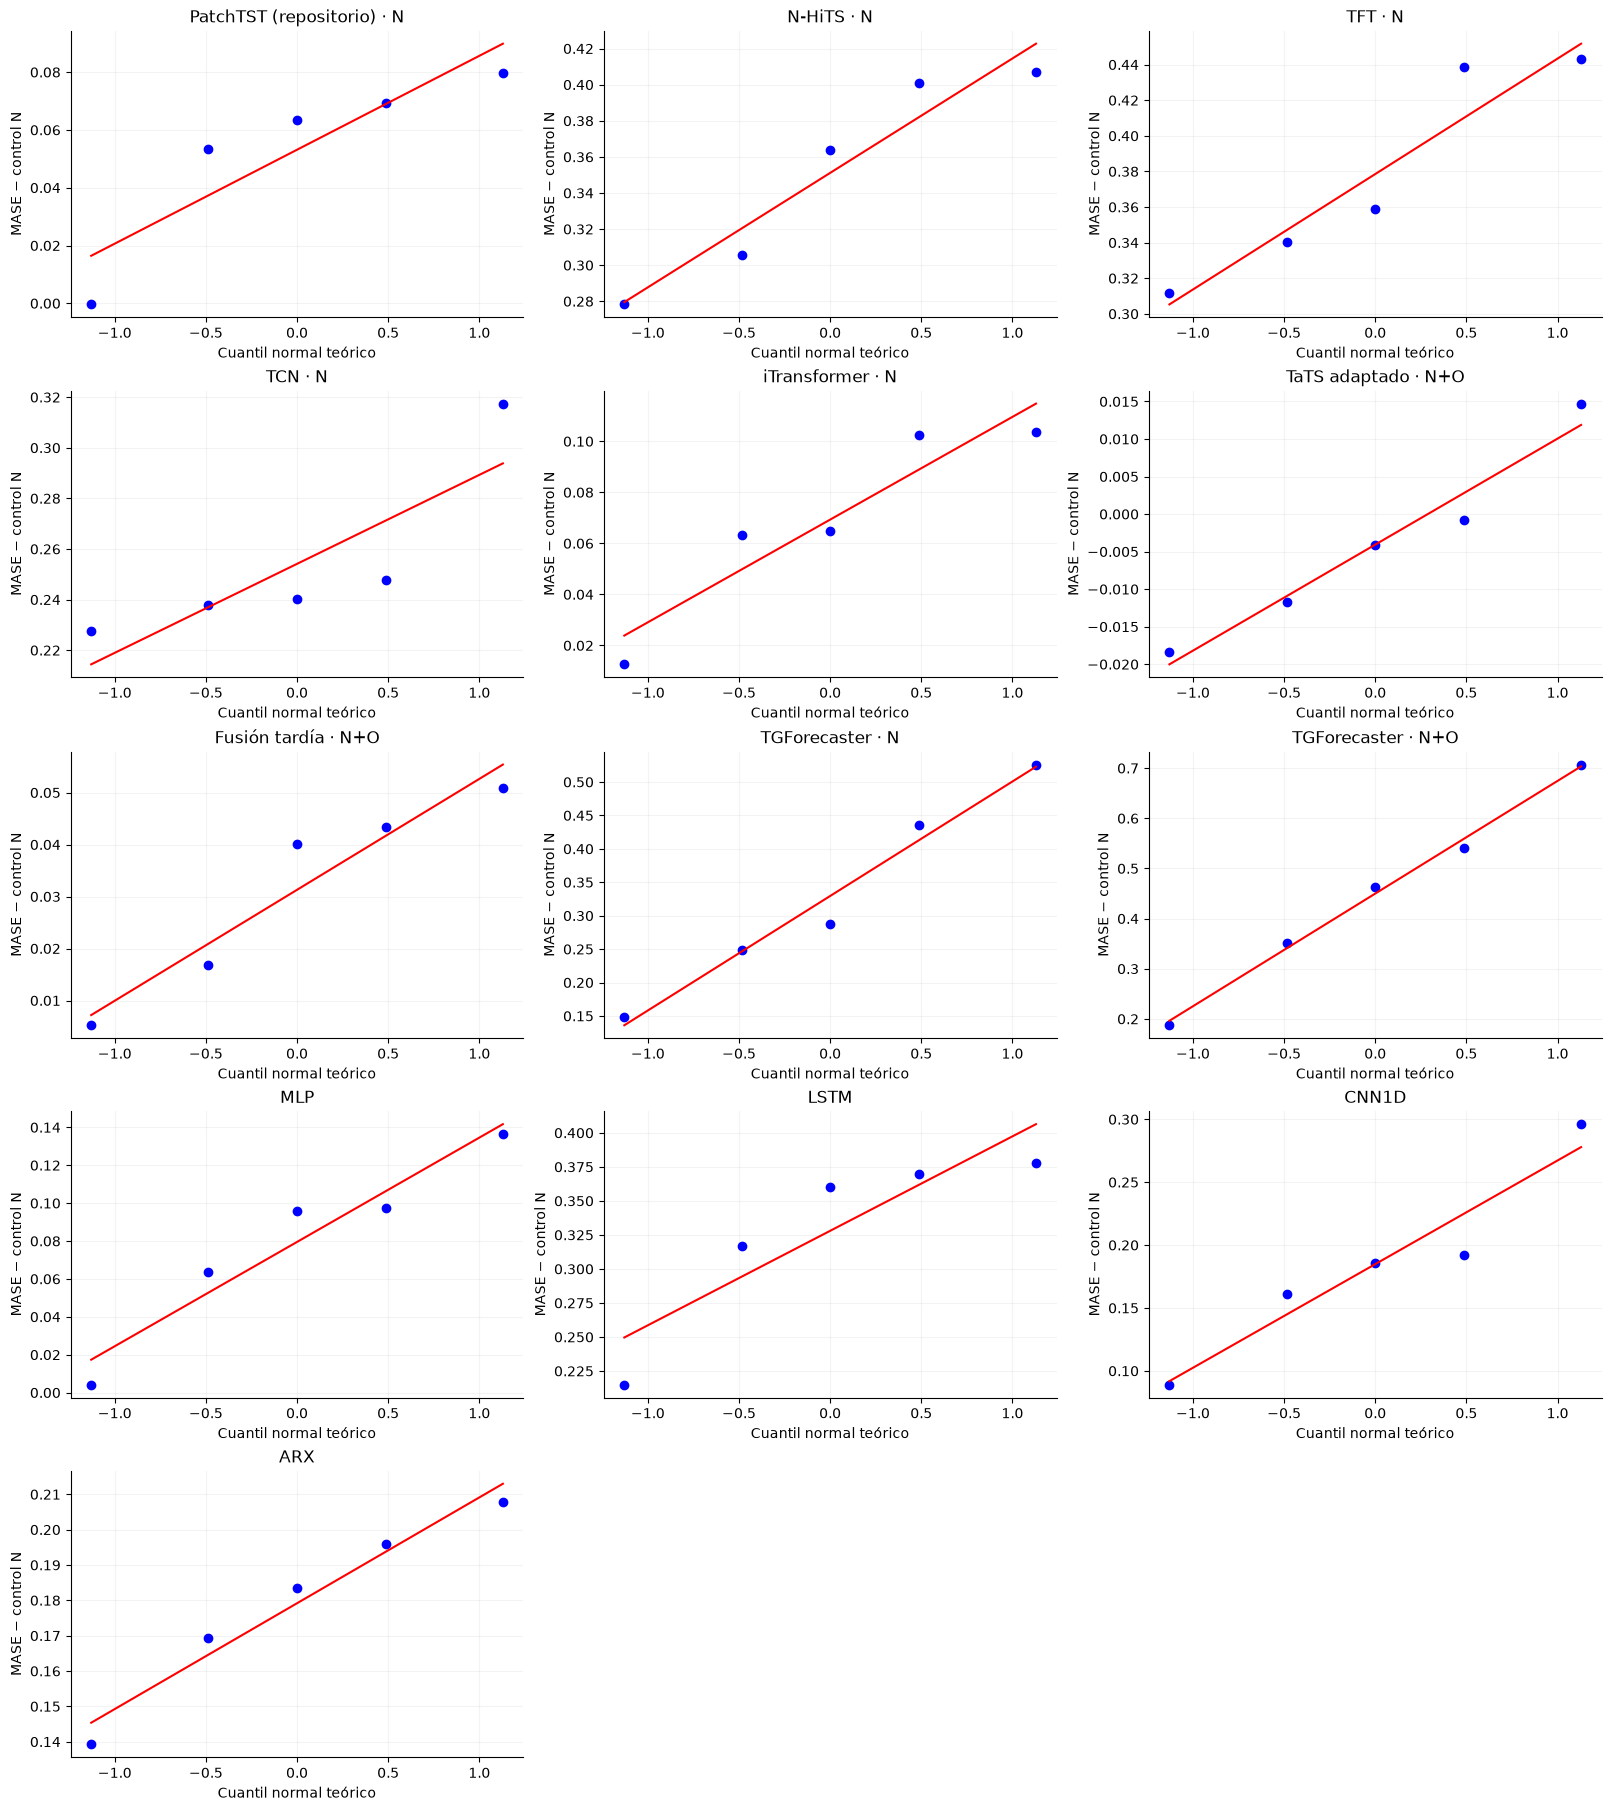 PatchTST (repositorio) · N
MASE − control N
0.08
0.06
0.04
0.02
0.00
−1.0 −0.5 0.0 0.5 1.0
Cuantil normal teórico
N-HiTS · N
MASE − control N
0.42
0.40
0.38
0.36
0.34
0.32
0.30
0.28
−1.0 −0.5 0.0 0.5 1.0
Cuantil normal teórico
TFT · N
MASE − control N
0.44
0.42
0.40
0.38
0.36
0.34
0.32
0.30
−1.0 −0.5 0.0 0.5 1.0
Cuantil normal teórico
TCN · N
MASE − control N
0.32
0.30
0.28
0.26
0.24
0.22
−1.0 −0.5 0.0 0.5 1.0
Cuantil normal teórico
iTransformer · N
MASE − control N
0.10
0.08
0.06
0.04
0.02
−1.0 −0.5 0.0 0.5 1.0
Cuantil normal teórico
TaTS adaptado · N+O
MASE − control N
0.015
0.010
0.005
0.000
−0.005
−0.010
−0.015
−0.020
−1.0 −0.5 0.0 0.5 1.0
Cuantil normal teórico
Fusión tardía · N+O
MASE − control N
0.05
0.04
0.03
0.02
0.01
−1.0 −0.5 0.0 0.5 1.0
Cuantil normal teórico
TGForecaster · N
MASE − control N
0.50
0.45
0.40
0.35
0.30
0.25
0.20
0.15
−1.0 −0.5 0.0 0.5 1.0
Cuantil normal teórico
TGForecaster · N+O
MASE − control N
0.7
0.6
0.5
0.4
0.3
0.2
−1.0 −0.5 0.0 0.5 1.0
Cuantil normal teórico
MLP
MASE − control N
0.14
0.12
0.10
0.08
0.06
0.04
0.02
0.00
−1.0 −0.5 0.0 0.5 1.0
Cuantil normal teórico
LSTM
MASE − control N
0.400
0.375
0.350
0.325
0.300
0.275
0.250
0.225
−1.0 −0.5 0.0 0.5 1.0
Cuantil normal teórico
CNN1D
MASE − control N
0.30
0.25
0.20
0.15
0.10
−1.0 −0.5 0.0 0.5 1.0
Cuantil normal teórico
ARX
MASE − control N
0.21
0.20
0.19
0.18
0.17
0.16
0.15
0.14
−1.0 −0.5 0.0 0.5 1.0
Cuantil normal teórico